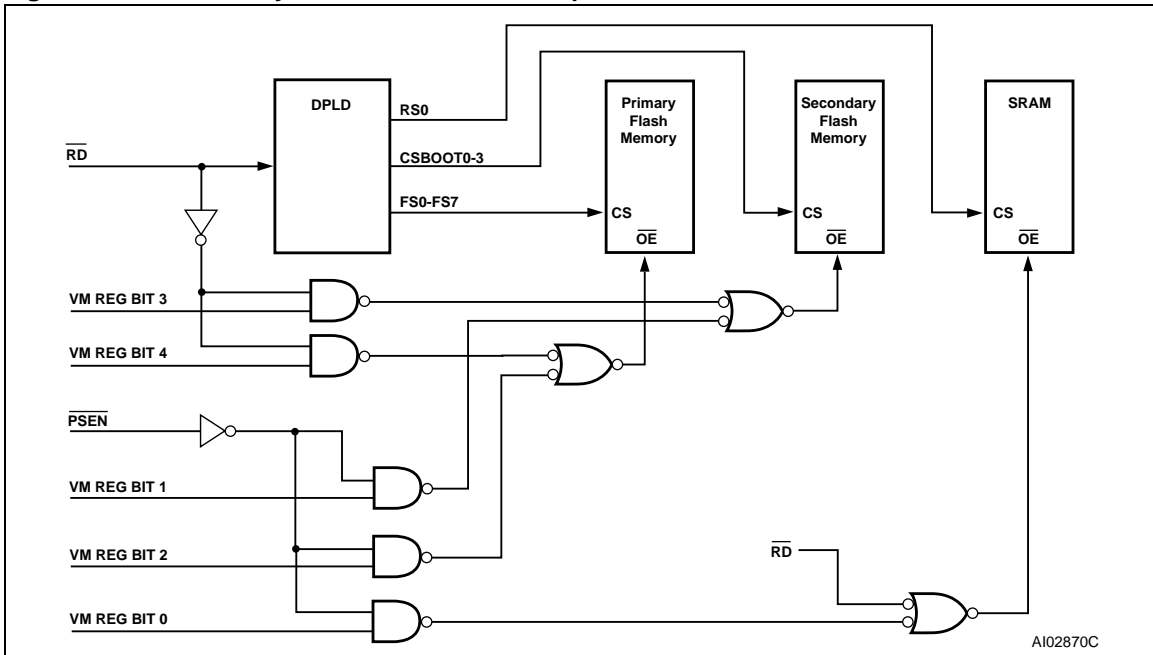 DPLD
RS0
CSBOOT0-3
FS0-FS7
Primary
Flash
Memory
CS
OE
Secondary
Flash
Memory
CS
OE
SRAM
CS
OE
RD
VM REG BIT 3
VM REG BIT 4
PSEN
VM REG BIT 1
VM REG BIT 2
VM REG BIT 0
RD
AI02870C